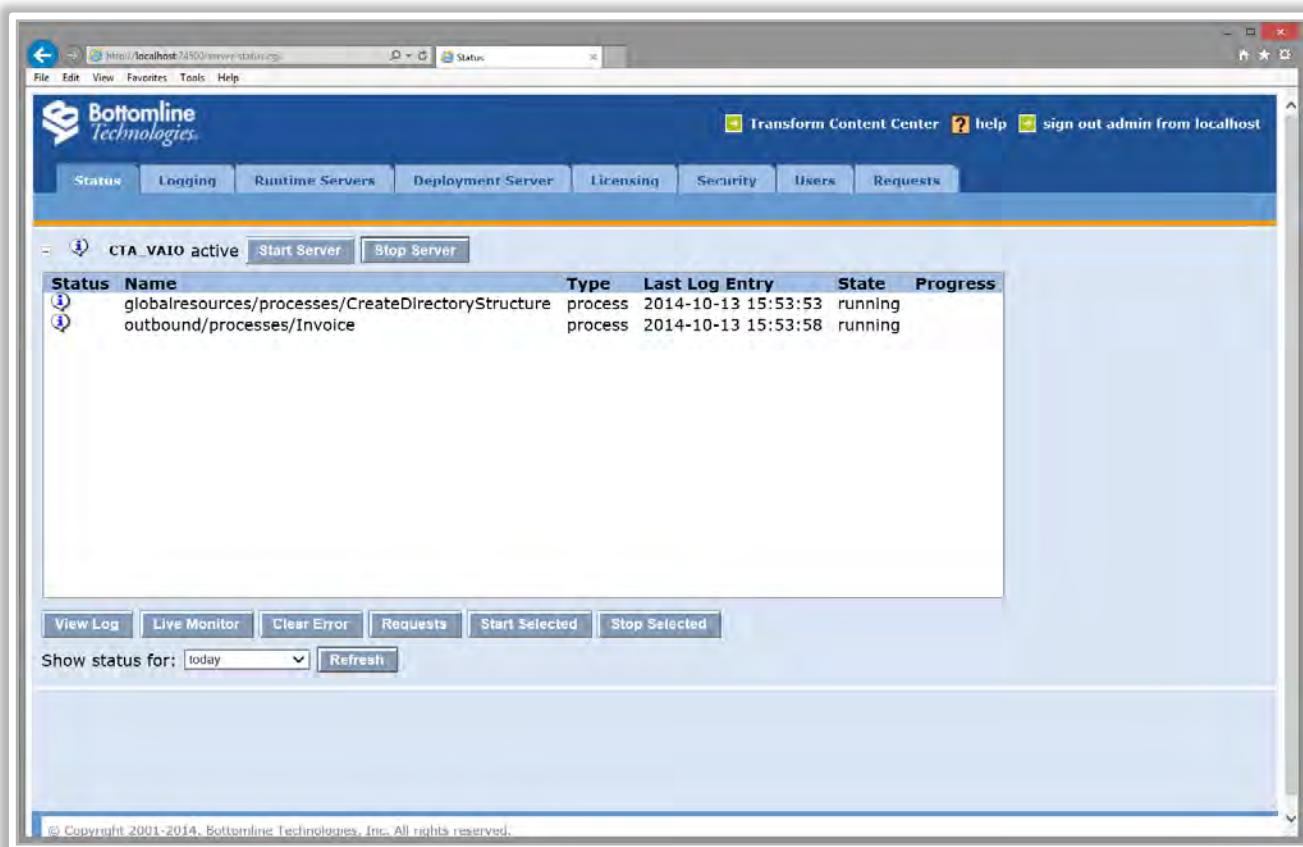 Status
File Edit View Favorites Tools Help
Bottomline
Technologies.
Transform Content Center ? help sign out admin from localhost
Status Logging Runtime Servers Deployment Server Licensing Security Users Requests
CTA_VAIO active Start Server Stop Server
Status Name Type Last Log Entry State Progress
globalresources/processes/CreateDirectoryStructure process 2014-10-13 15:53:53 running
outbound/processes/Invoice process 2014-10-13 15:53:58 running
View Log Live Monitor Clear Error Requests Start Selected Stop Selected
Show status for: today Refresh
© Copyright 2001-2014, Bottomline Technologies, Inc. All rights reserved.